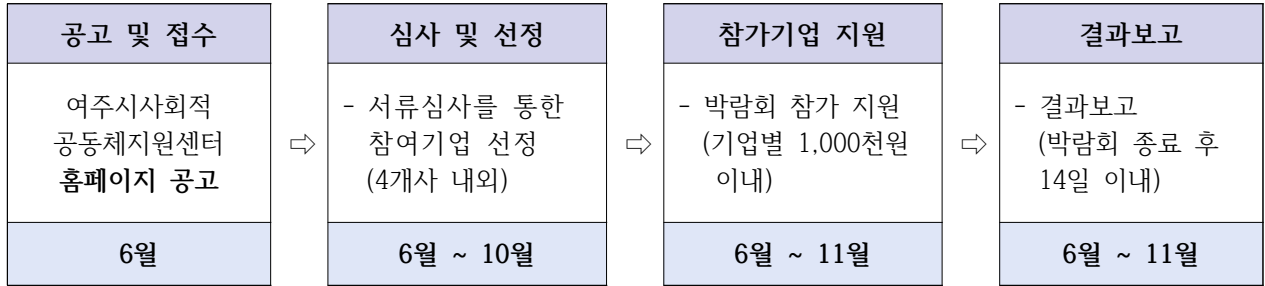 공고 및 접수
여주시사회적
공동체지원센터
홈페이지 공고
6월
⇨
심사 및 선정
- 서류심사를 통한
참여기업 선정
(4개사 내외)
6월 ~ 10월
⇨
참가기업 지원
- 박람회 참가 지원
(기업별 1,000천원
이내)
6월 ~ 11월
⇨
결과보고
- 결과보고
(박람회 종료 후
14일 이내)
6월 ~ 11월